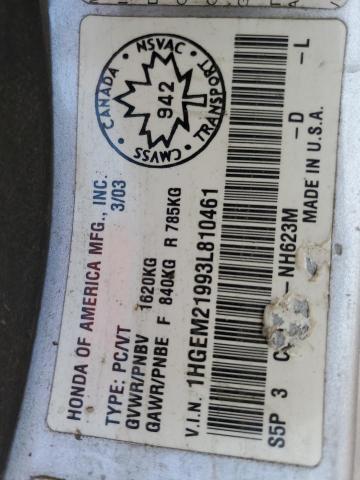 HONDA OF AMERICA MFG., INC.
3/03
TYPE: PC/VT
GVWR/PNBV 1620KG
GAWR/PNBE F 840KG R 785KG
V.I.N. 1HGEM21993L810461
S5P 3 C NH623M -D -L
MADE IN U.S.A.
CANADA • NSVAC • TRANSPORT • CMVSS •
942